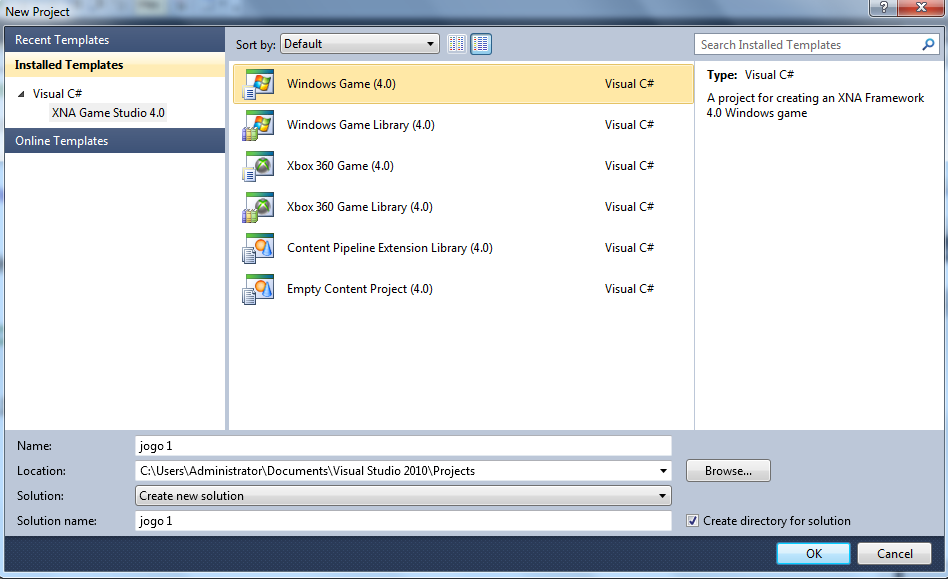 New Project
?
Recent Templates
Installed Templates
Visual C#
XNA Game Studio 4.0
Online Templates
Sort by: Default
Search Installed Templates
Windows Game (4.0) Visual C#
Windows Game Library (4.0) Visual C#
Xbox 360 Game (4.0) Visual C#
Xbox 360 Game Library (4.0) Visual C#
Content Pipeline Extension Library (4.0) Visual C#
Empty Content Project (4.0) Visual C#
Type: Visual C#
A project for creating an XNA Framework
4.0 Windows game
Name: jogo 1
Location: C:\Users\Administrator\Documents\Visual Studio 2010\Projects Browse...
Solution: Create new solution
Solution name: jogo 1 Create directory for solution
OK Cancel